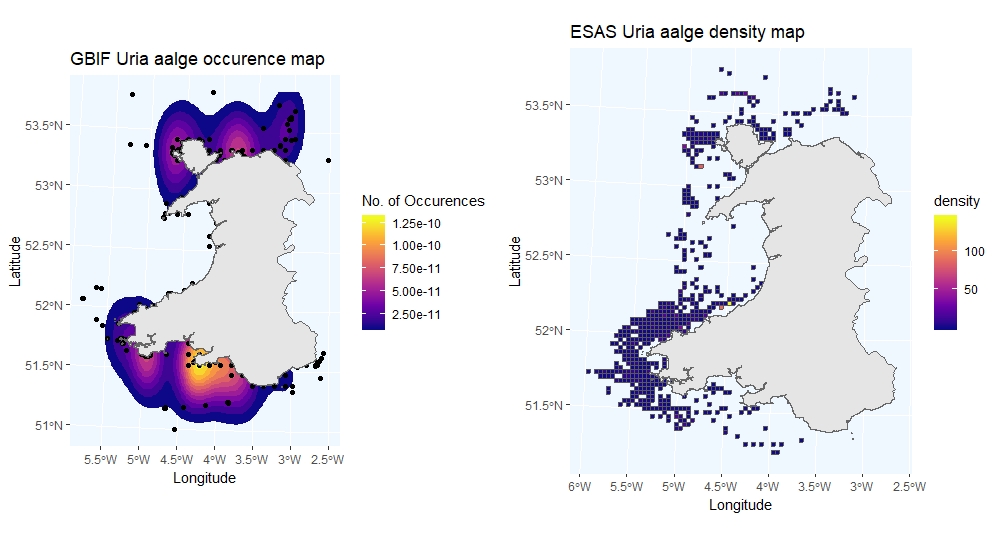 GBIF Uria aalge occurence map
53.5°N
53°N
52.5°N
52°N
51.5°N
51°N
Latitude
5.5°W 5°W 4.5°W 4°W 3.5°W 3°W 2.5°W
Longitude
No. of Occurences
1.25e-10
1.00e-10
7.50e-11
5.00e-11
2.50e-11
ESAS Uria aalge density map
53.5°N
53°N
52.5°N
52°N
51.5°N
Latitude
6°W 5.5°W 5°W 4.5°W 4°W 3.5°W 3°W 2.5°W
Longitude
density
100
50